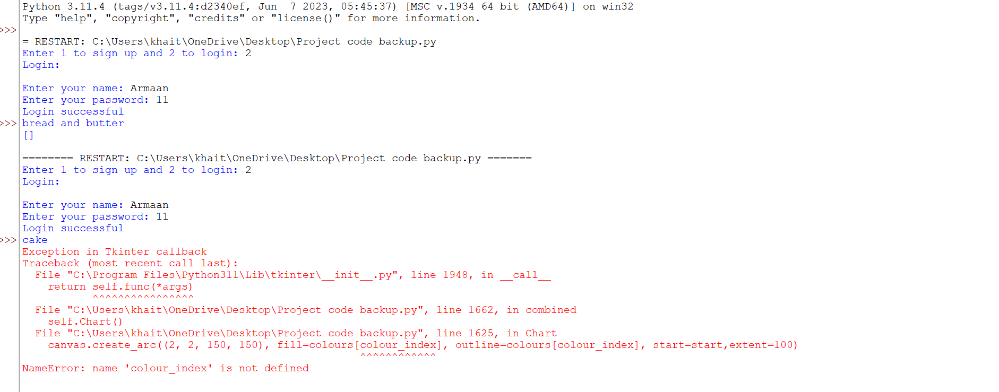 Python 3.11.4 (tags/v3.11.4:d2340ef, Jun  7 2023, 05:45:37) [MSC v.1934 64 bit (AMD64)] on win32
Type "help", "copyright", "credits" or "license()" for more information.
>>>
= RESTART: C:\Users\khait\OneDrive\Desktop\Project code backup.py
Enter 1 to sign up and 2 to login: 2
Login:
Enter your name: Armaan
Enter your password: 11
Login successful
>>> bread and butter
[]
======== RESTART: C:\Users\khait\OneDrive\Desktop\Project code backup.py =======
Enter 1 to sign up and 2 to login: 2
Login:
Enter your name: Armaan
Enter your password: 11
Login successful
>>> cake
Exception in Tkinter callback
Traceback (most recent call last):
  File "C:\Program Files\Python311\Lib\tkinter\__init__.py", line 1948, in __call__
    return self.func(*args)
           ^^^^^^^^^^^^^^^^
  File "C:\Users\khait\OneDrive\Desktop\Project code backup.py", line 1662, in combined
    self.Chart()
  File "C:\Users\khait\OneDrive\Desktop\Project code backup.py", line 1625, in Chart
    canvas.create_arc((2, 2, 150, 150), fill=colours[colour_index], outline=colours[colour_index], start=start,extent=100)
                                                     ^^^^^^^^^^^^
NameError: name 'colour_index' is not defined